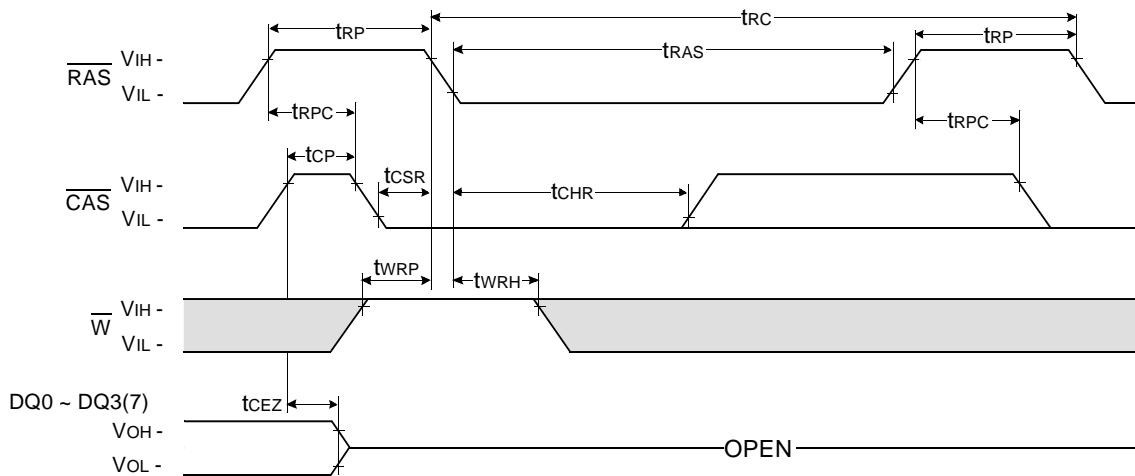 tRP
tRC
tRAS
tRP
RAS
VIH -
VIL -
tRPC
tRPC
tCP
tCSR
tCHR
CAS
VIH -
VIL -
tWRP
tWRH
W
VIH -
VIL -
DQ0 ~ DQ3(7)
tCEZ
VOH -
VOL -
OPEN